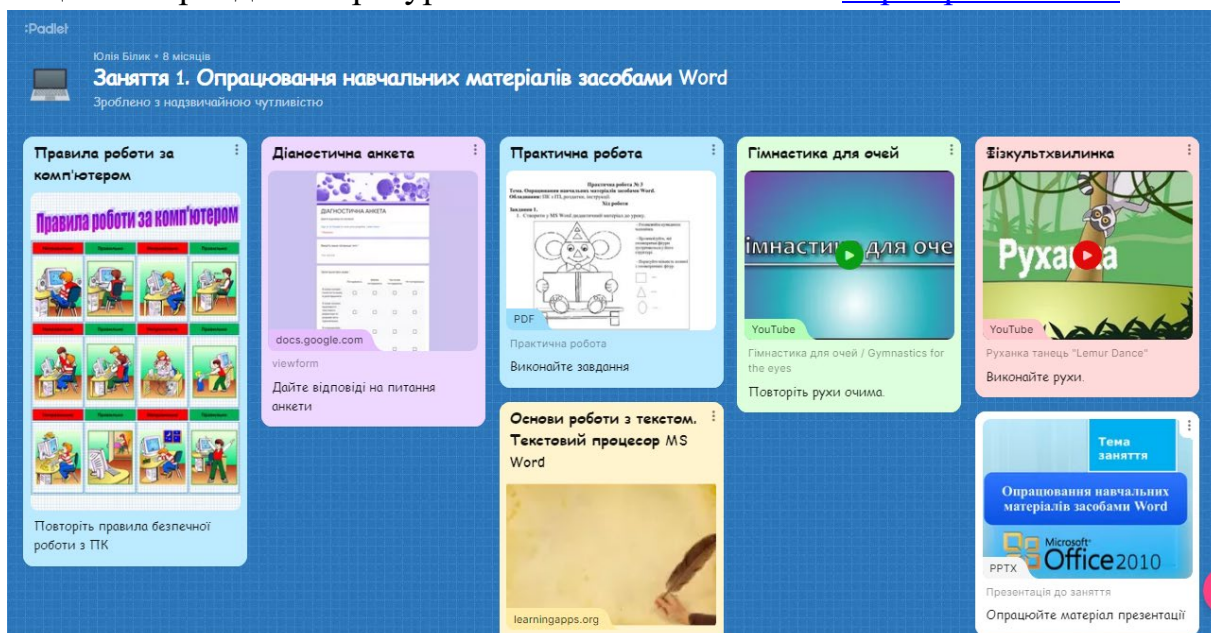 :Padlet
Юлія Білик • 8 місяців
Заняття 1. Опрацювання навчальних матеріалів засобами Word
Зроблено з надзвичайною чутливістю
Правила роботи за
комп'ютером
Правила роботи за комп'ютером
Повторіть правила безпечної
роботи з ПК
Діаностична анкета
ДІАГНОСТИЧНА АНКЕТА
docs.google.com
viewform
Дайте відповіді на питання
анкети
Практична робота
Практична робота № 3
Тема. Опрацювання навчальних матеріалів засобами Word.
Хід роботи
Завдання 1.
PDF
Практична робота
Виконайте завдання
Основи роботи з текстом.
Текстовий процесор MS
Word
learningapps.org
Гімнастика для очей
імнастик для оче
YouTube
Гімнастика для очей / Gymnastics for
the eyes
Повторіть рухи очима.
Фізкультхвилинка
Руха а
YouTube
Руханка танець "Lemur Dance"
Виконайте рухи.
Тема
заняття
Опрацювання навчальних
матеріалів засобами Word
Microsoft
Office 2010
PPTX
Презентація до заняття
Опрацюйте матеріал презентації